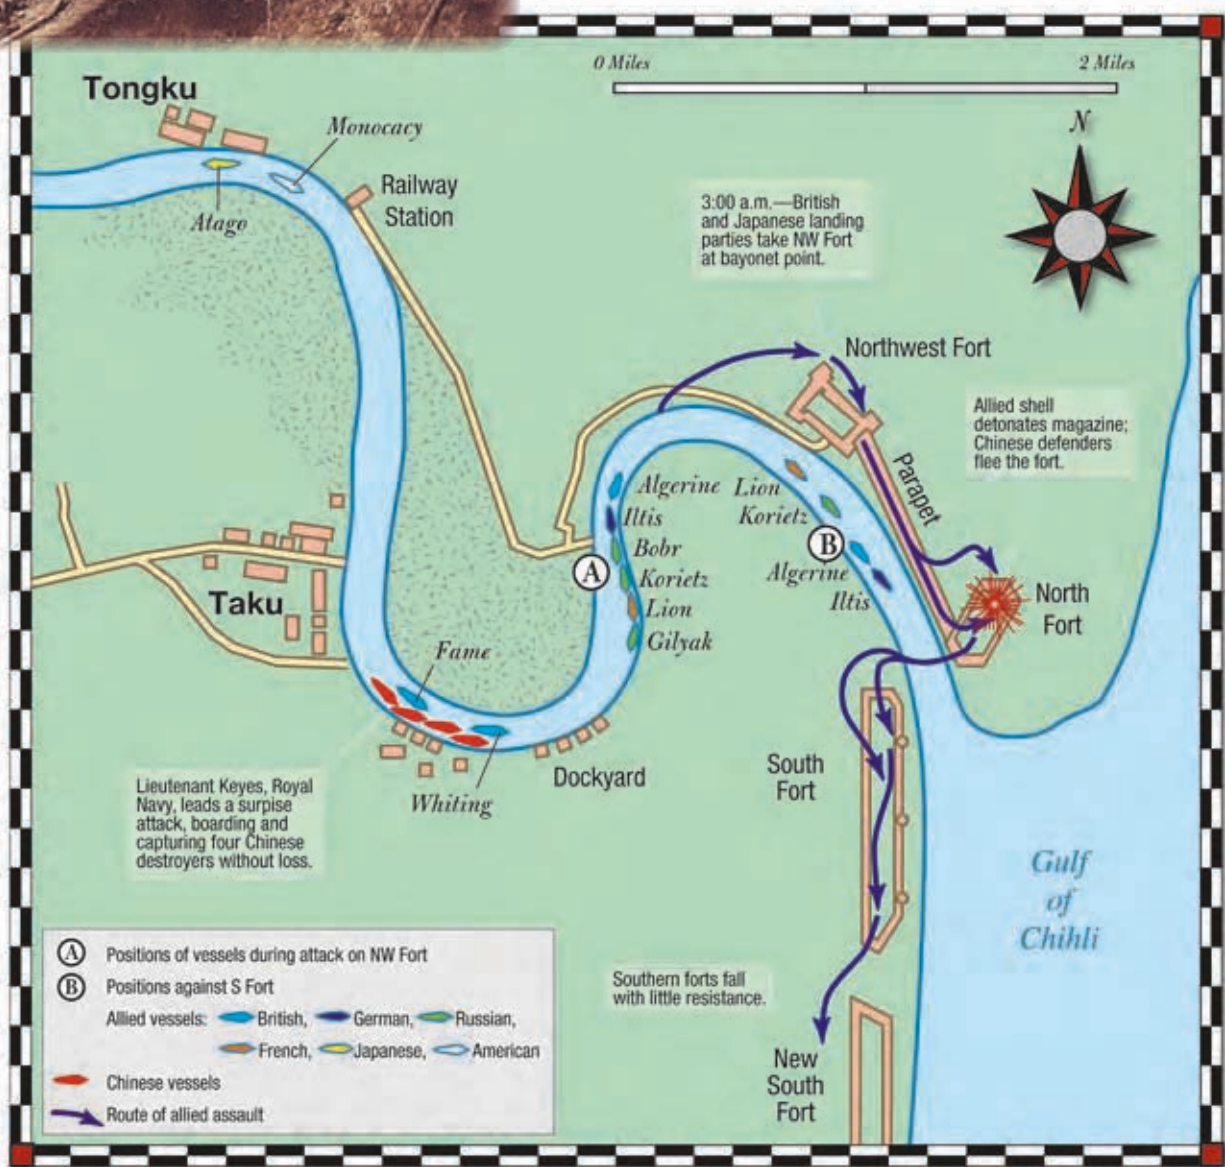 0 Miles
2 Miles
Tongku
Monocacy
N
Railway
Station
Atago
3:00 a.m.—British
and Japanese landing
parties take NW Fort
at bayonet point.
Northwest Fort
Allied shell
detonates magazine;
Chinese defenders
flee the fort.
Parapet
Algerine
Iltis
Bobr
Korietz
Lion
Gilyak
A
Lion
Korietz
B
Algerine
Iltis
North
Fort
Taku
Fame
Whiting
Dockyard
South
Fort
Lieutenant Keyes, Royal
Navy, leads a surpise
attack, boarding and
capturing four Chinese
destroyers without loss.
Gulf
of
Chihli
Southern forts fall
with little resistance.
New
South
Fort
A Positions of vessels during attack on NW Fort
B Positions against S Fort
Allied vessels: British, German, Russian,
French, Japanese, American
Chinese vessels
Route of allied assault